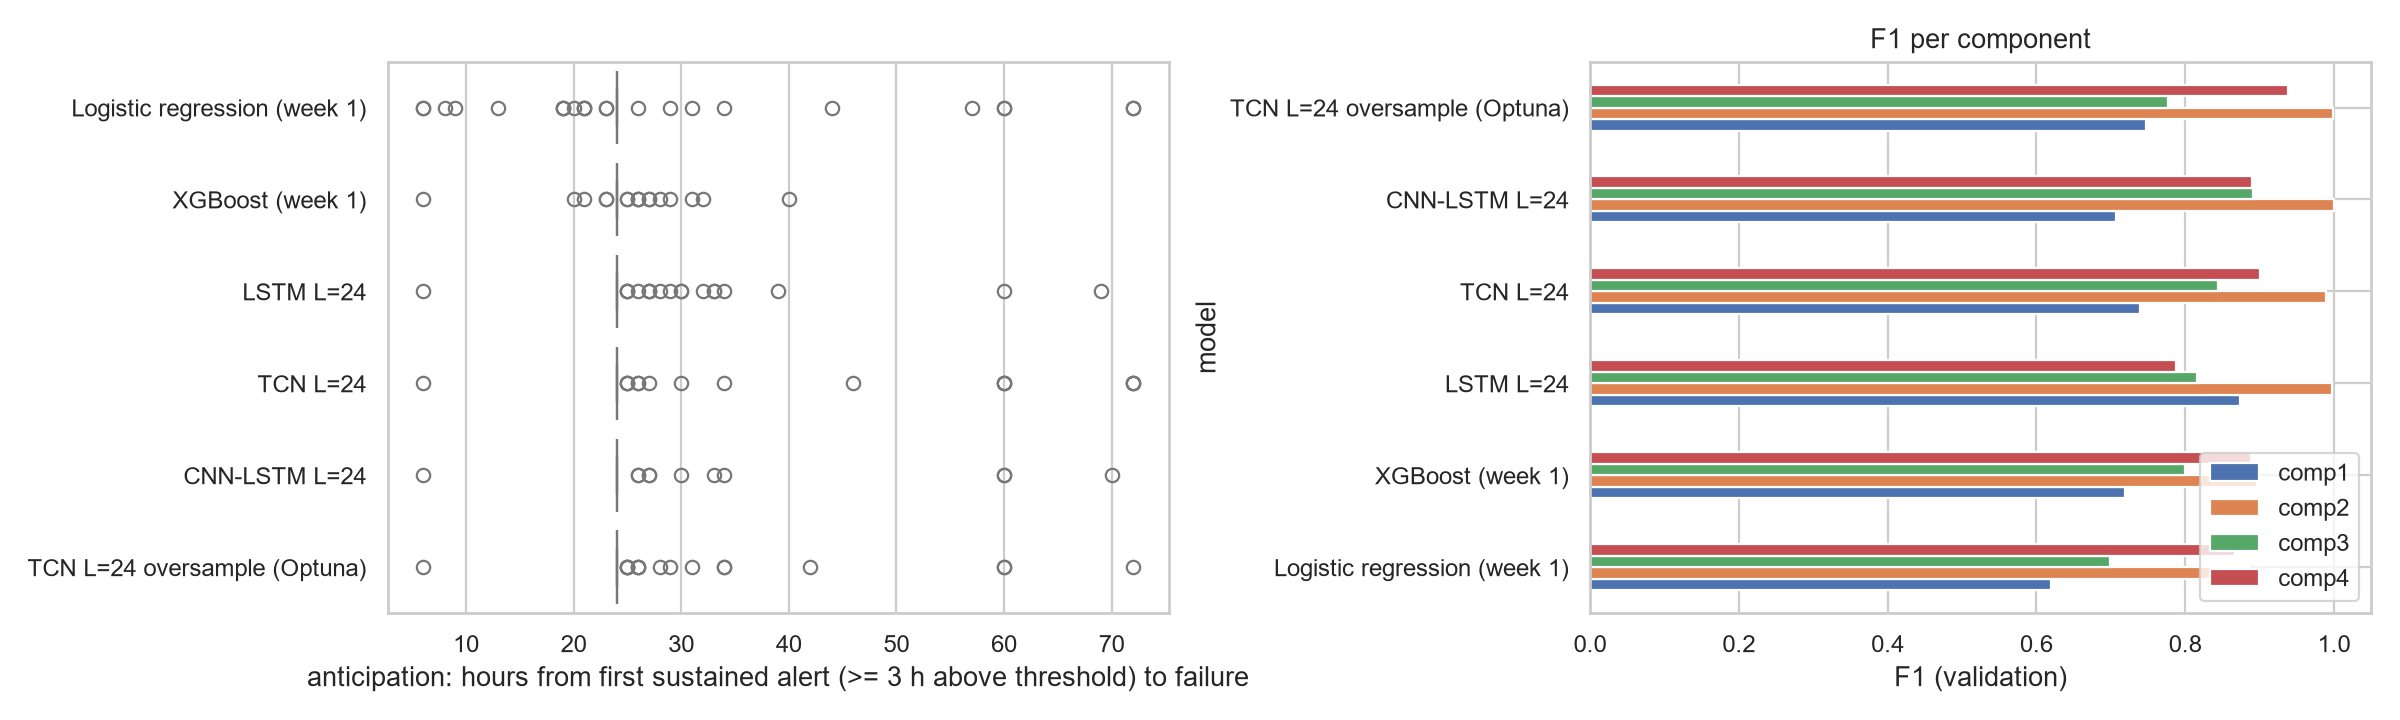 Logistic regression (week 1)
XGBoost (week 1)
LSTM L=24
TCN L=24
CNN-LSTM L=24
TCN L=24 oversample (Optuna)
10 20 30 40 50 60 70
anticipation: hours from first sustained alert (>= 3 h above threshold) to failure
F1 per component
model
TCN L=24 oversample (Optuna)
CNN-LSTM L=24
TCN L=24
LSTM L=24
XGBoost (week 1)
Logistic regression (week 1)
comp1
comp2
comp3
comp4
0.0 0.2 0.4 0.6 0.8 1.0
F1 (validation)